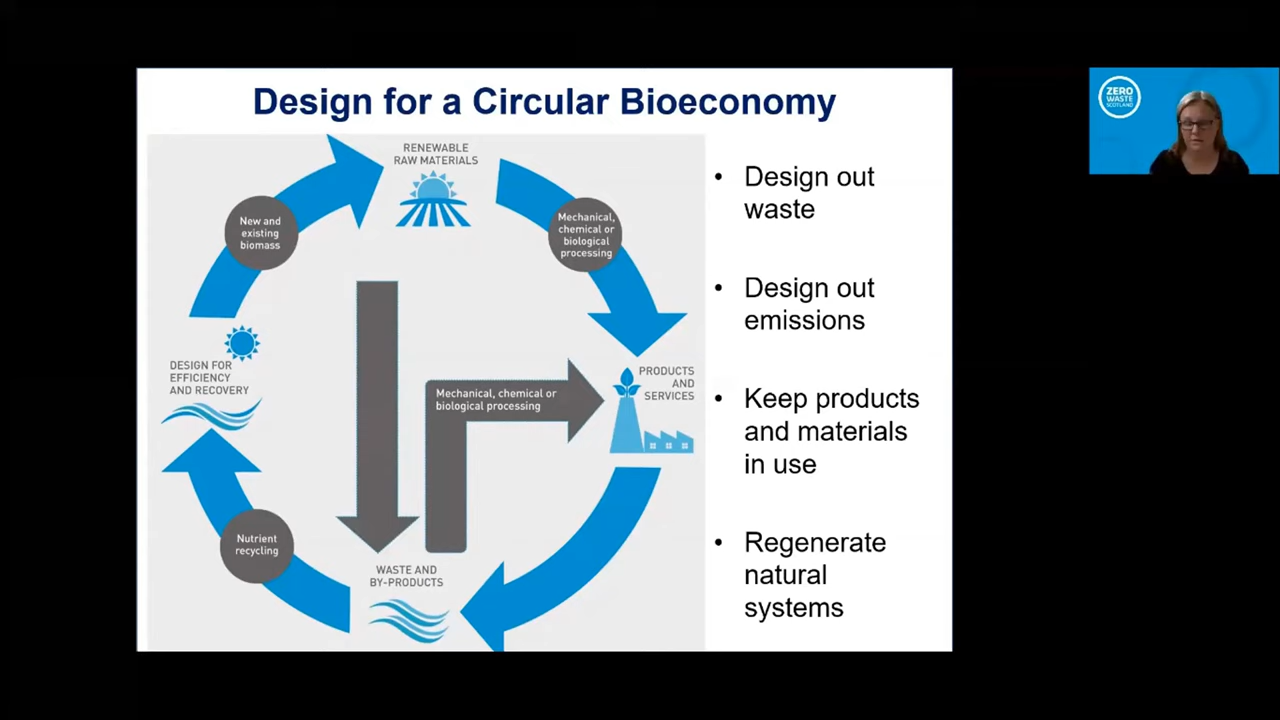 Design for a Circular Bioeconomy
RENEWABLE
RAW MATERIALS
New and
existing
biomass
Mechanical,
chemical or
biological
processing
DESIGN FOR
EFFICIENCY
AND RECOVERY
Mechanical, chemical or
biological processing
PRODUCTS
AND
SERVICES
Nutrient
recycling
WASTE AND
BY-PRODUCTS
• Design out
waste
• Design out
emissions
• Keep products
and materials
in use
• Regenerate
natural
systems
ZERO
WASTE
SCOTLAND